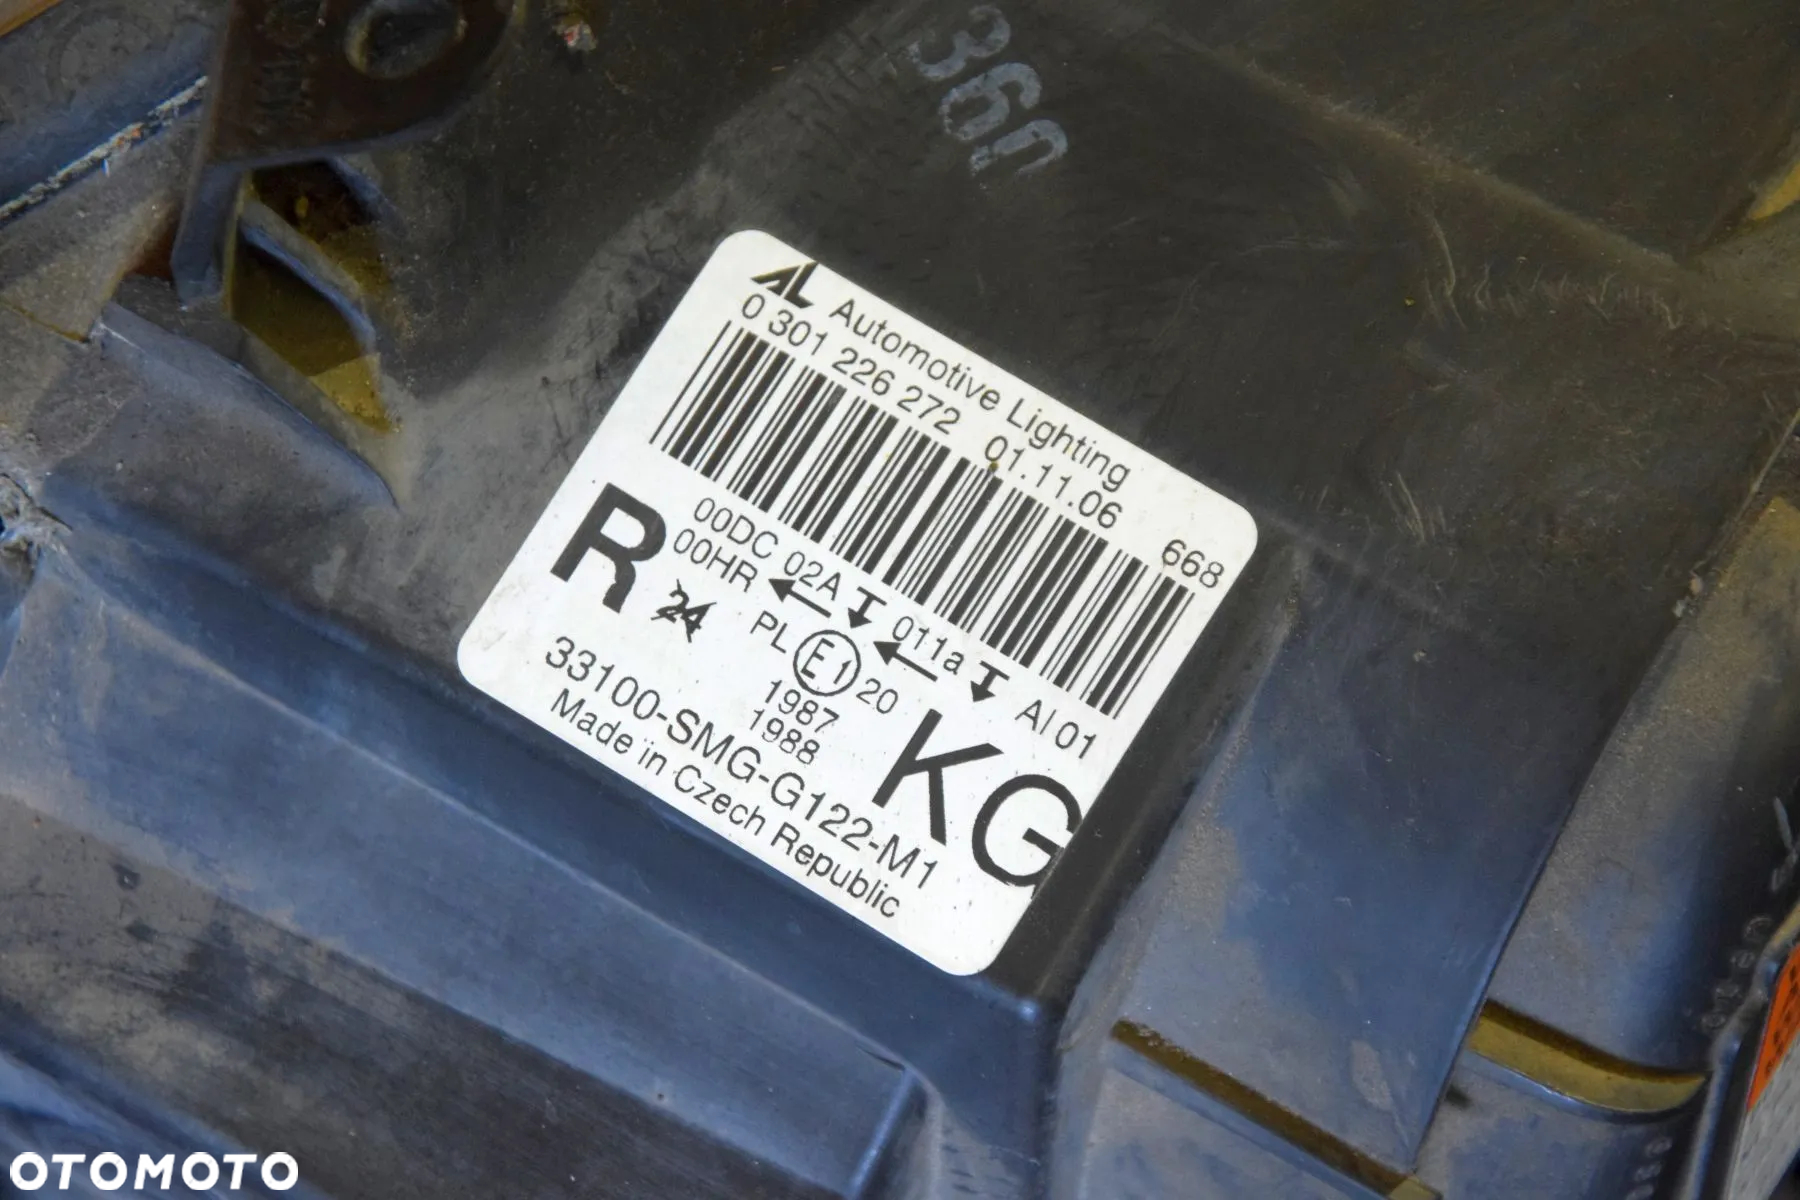 360
AL Automotive Lighting
0 301 226 272 01.11.06 668
R
00DC 02A 011a AI 01
00HR
24 PL E1 20
1987
1988
KG
33100-SMG-G122-M1
Made in Czech Republic
OTOMOTO